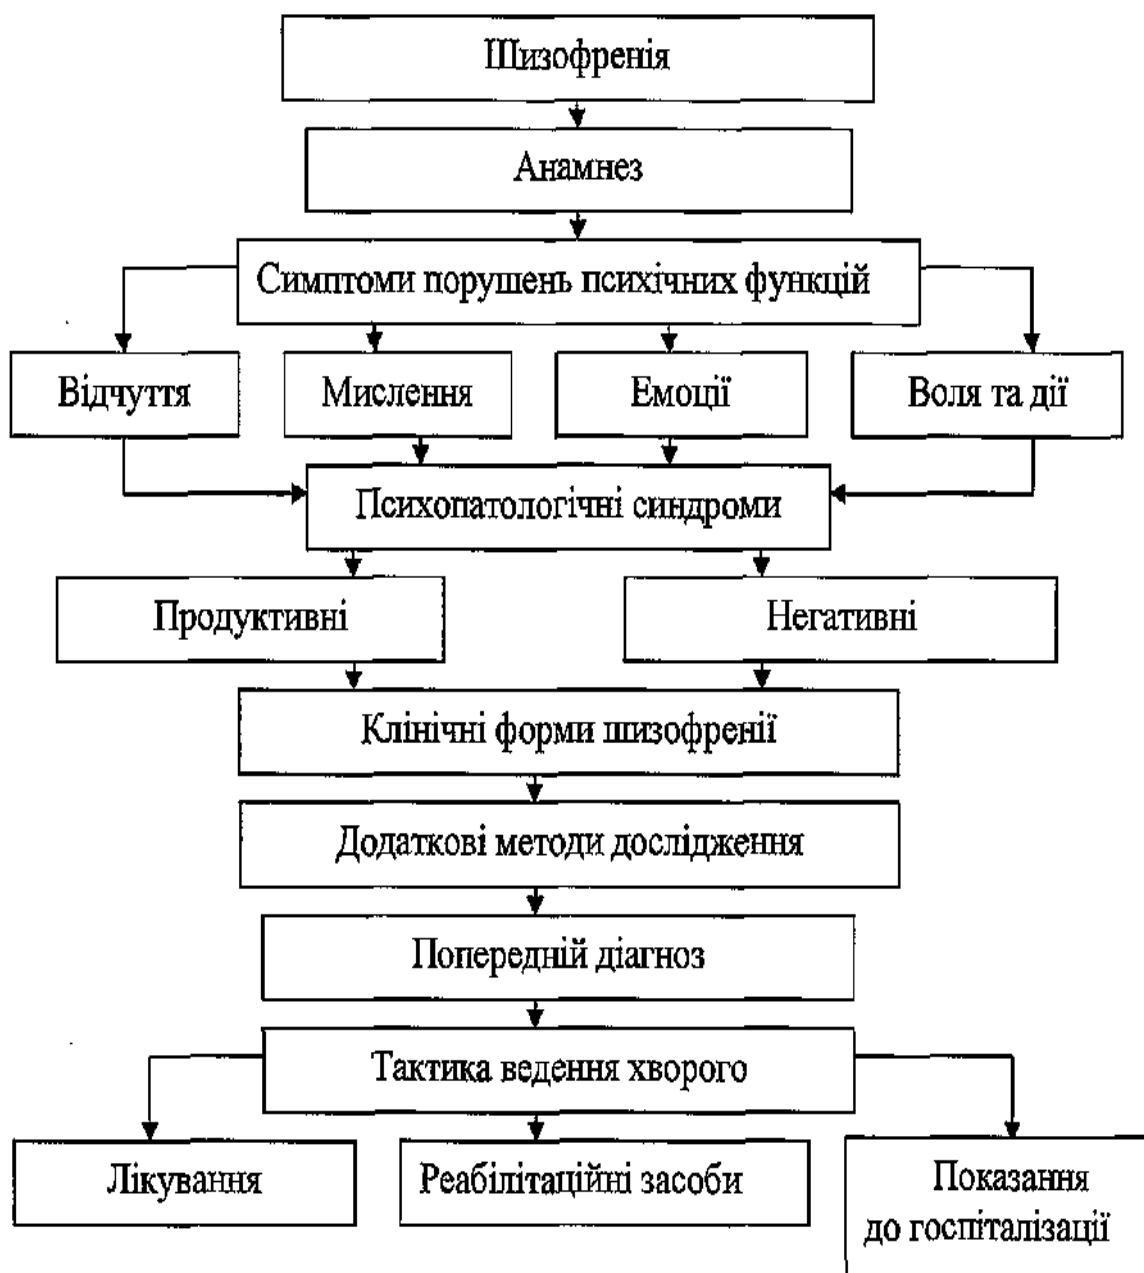 Шизофренія
Анамнез
Симптоми порушень психічних функцій
Відчуття
Мислення
Емоції
Воля та дії
Психопатологічні синдроми
Продуктивні
Негативні
Клінічні форми шизофренії
Додаткові методи дослідження
Попередній діагноз
Тактика ведення хворого
Лікування
Реабілітаційні засоби
Показання
до госпіталізації